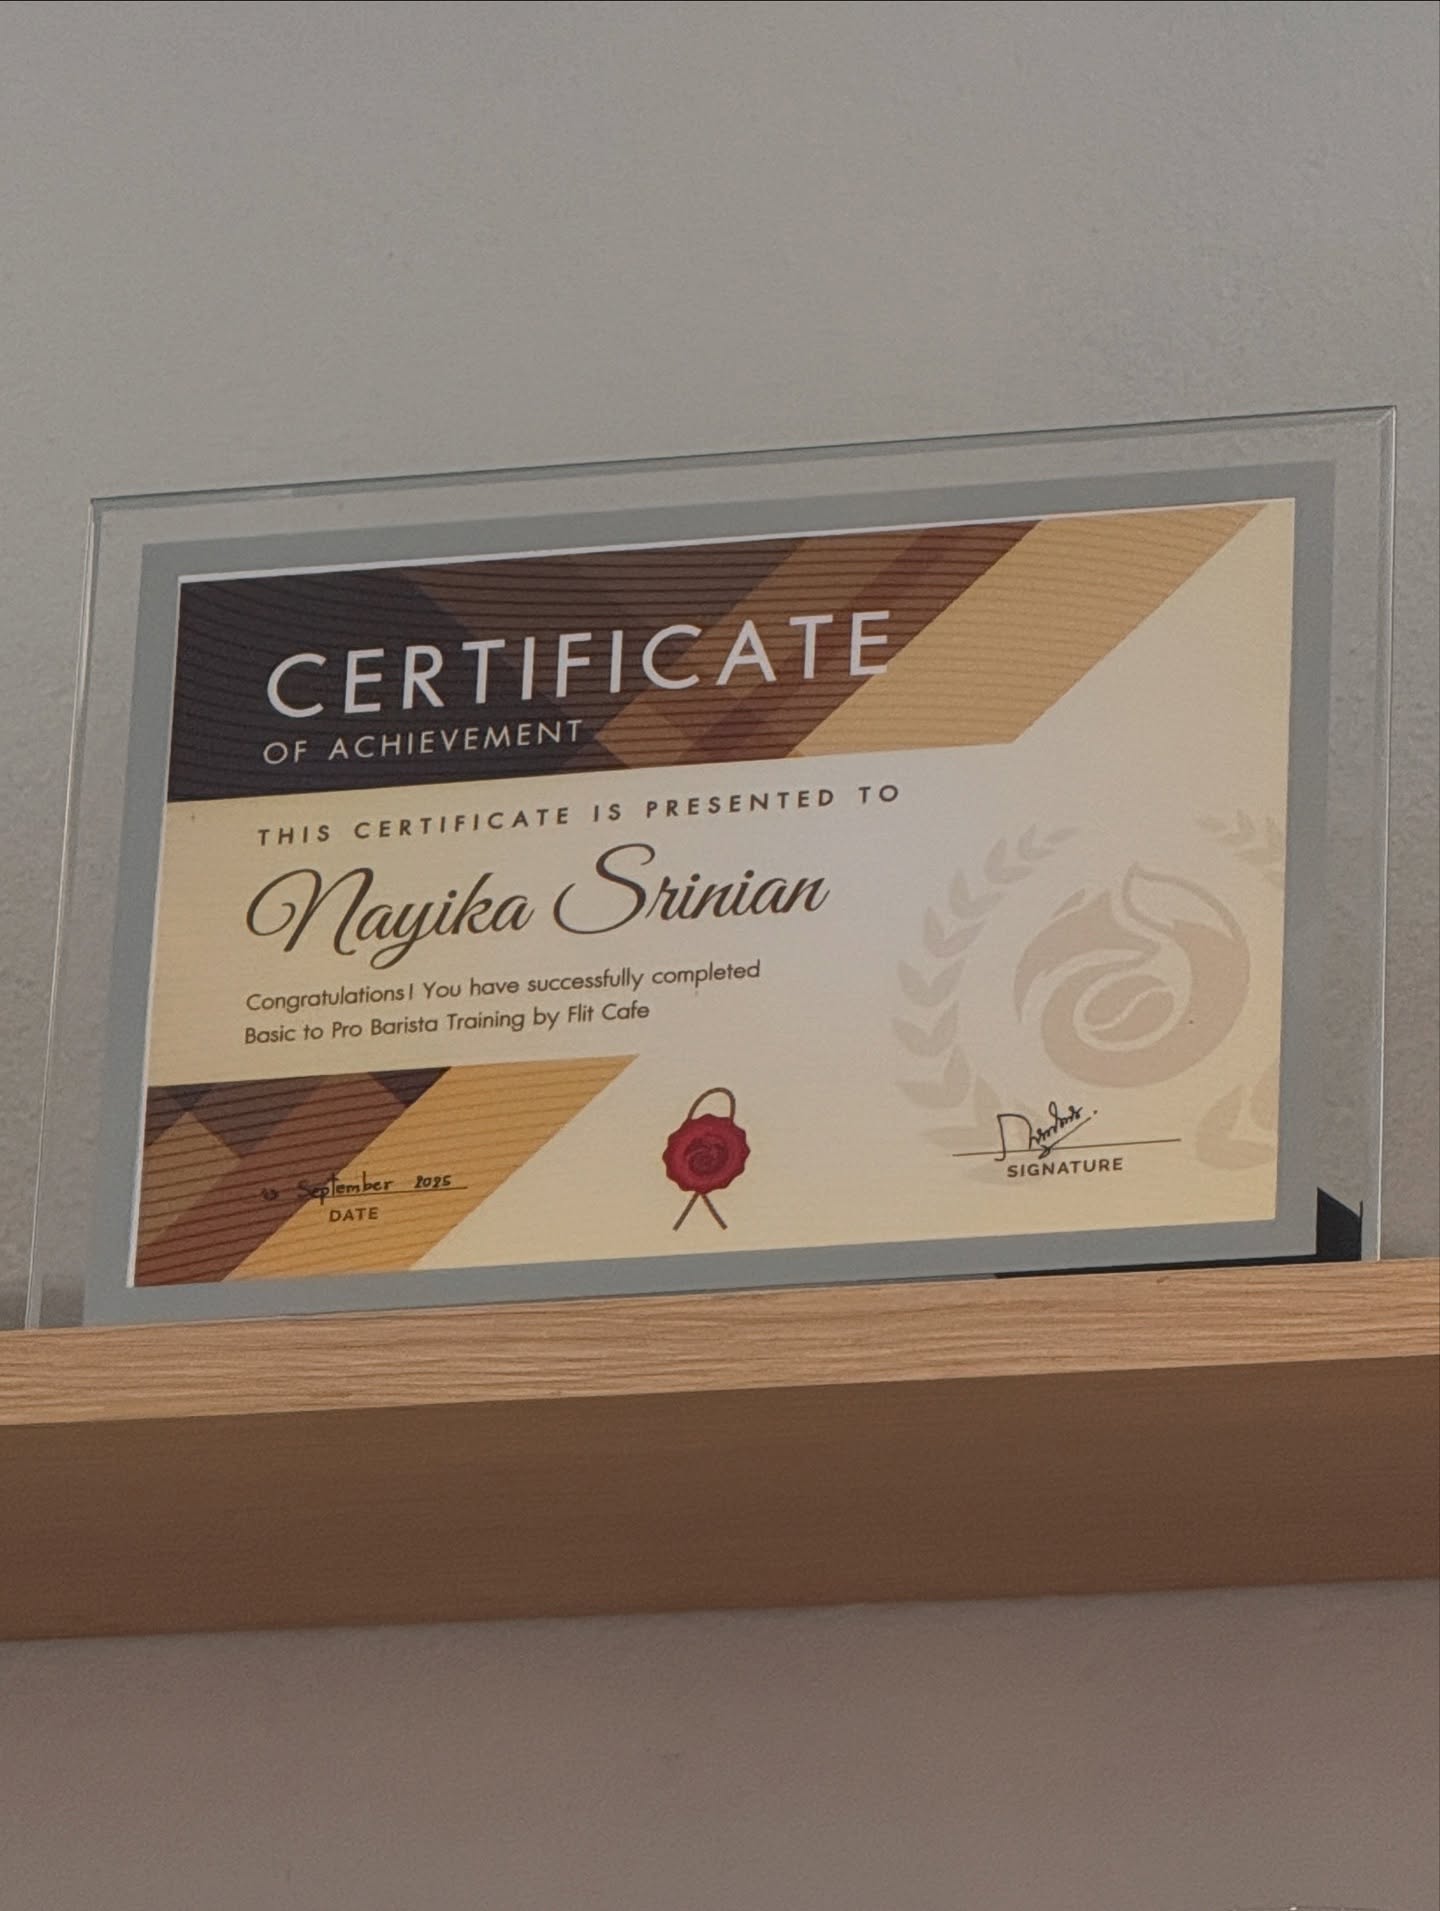 CERTIFICATE
OF ACHIEVEMENT
THIS CERTIFICATE IS PRESENTED TO
Nayika Srinian
Congratulations! You have successfully completed
Basic to Pro Barista Training by Flit Cafe
September 2025
DATE
SIGNATURE